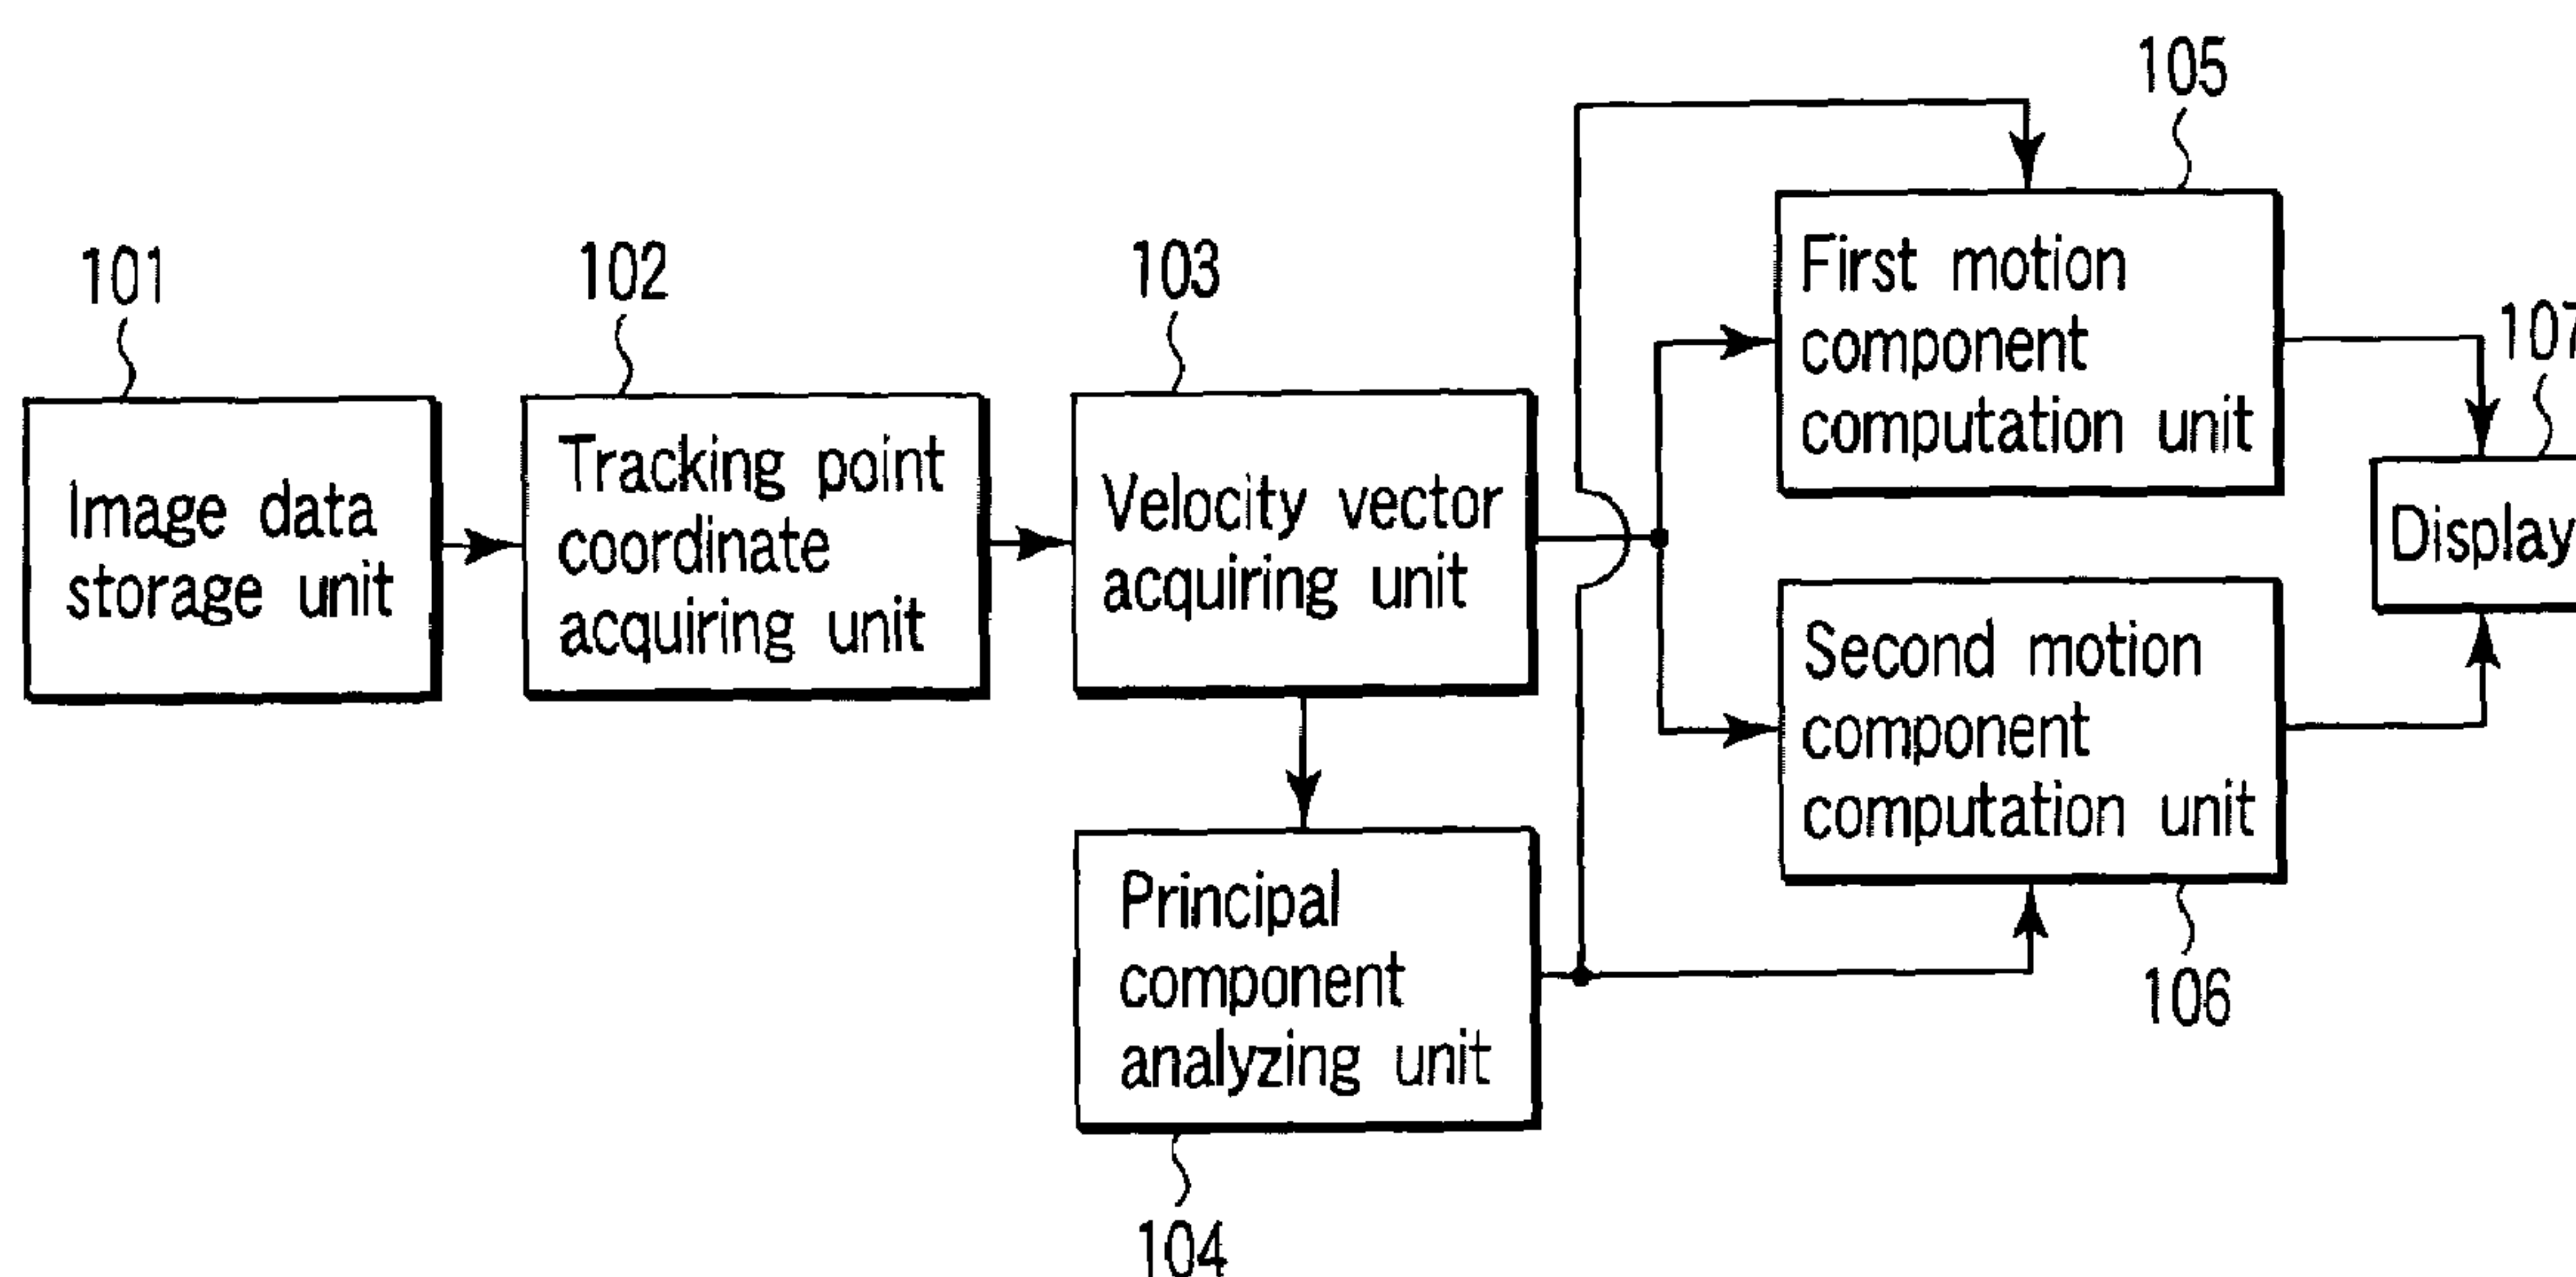 101
Image data
storage unit
102
Tracking point
coordinate
acquiring unit
103
Velocity vector
acquiring unit
Principal
component
analyzing unit
104
105
First motion
component
computation unit
Second motion
component
computation unit
106
107
Display